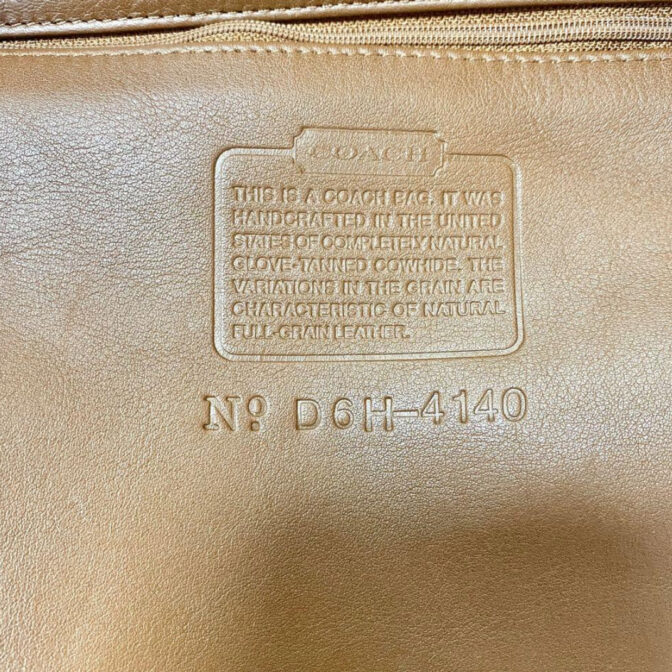 COACH
THIS IS A COACH BAG. IT WAS
HANDCRAFTED IN THE UNITED
STATES OF COMPLETELY NATURAL
GLOVE-TANNED COWHIDE. THE
VARIATIONS IN THE GRAIN ARE
CHARACTERISTIC OF NATURAL
FULL-GRAIN LEATHER.
No D6H-4140